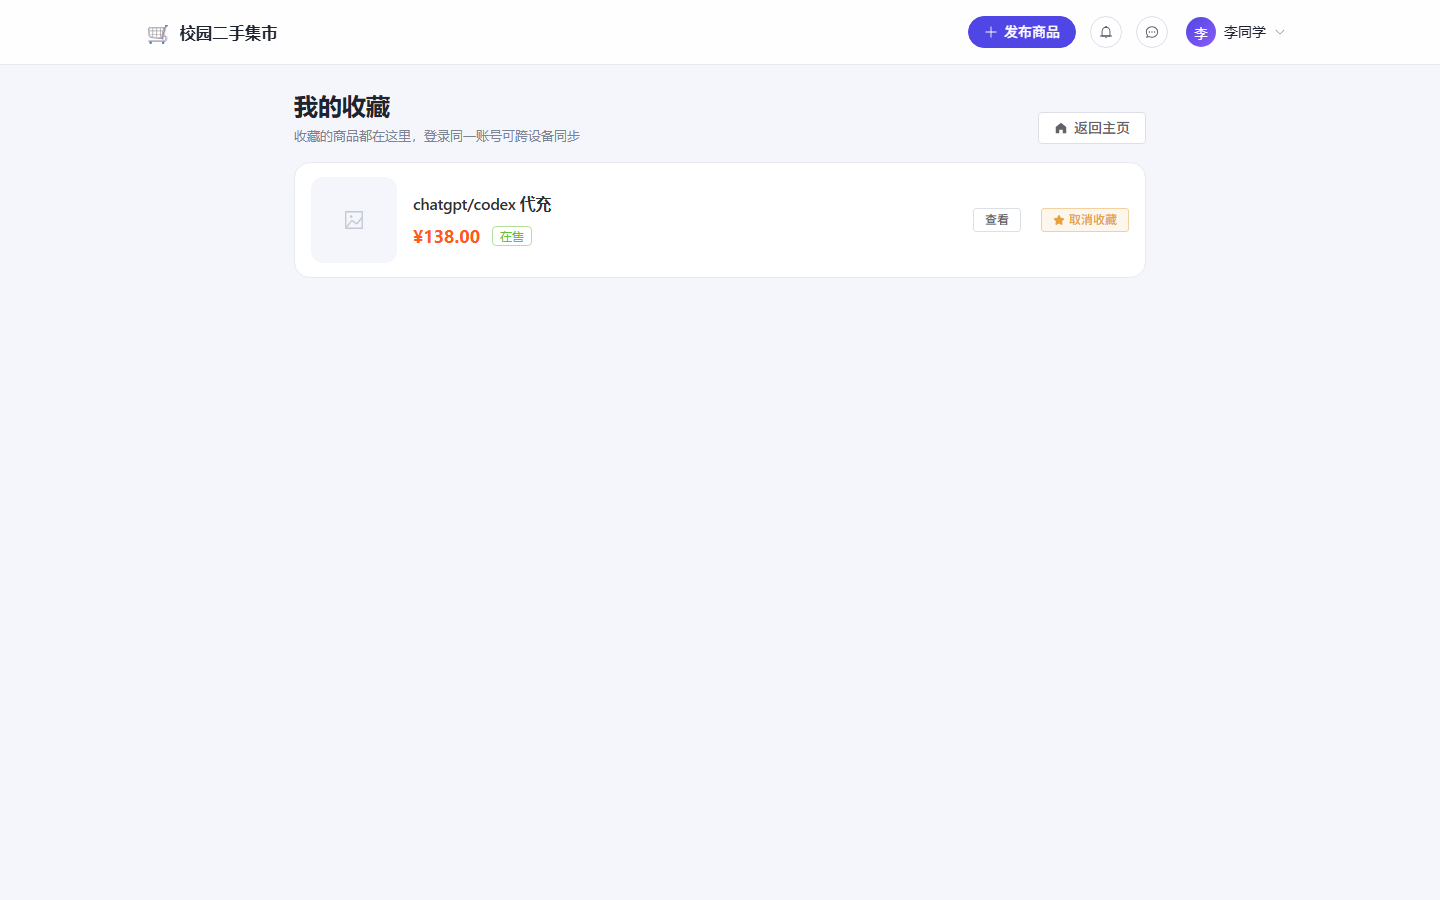 校园二手集市
发布商品
李 李同学
我的收藏
收藏的商品都在这里，登录同一账号可跨设备同步
返回主页
chatgpt/codex 代充
¥138.00 在售
查看
取消收藏